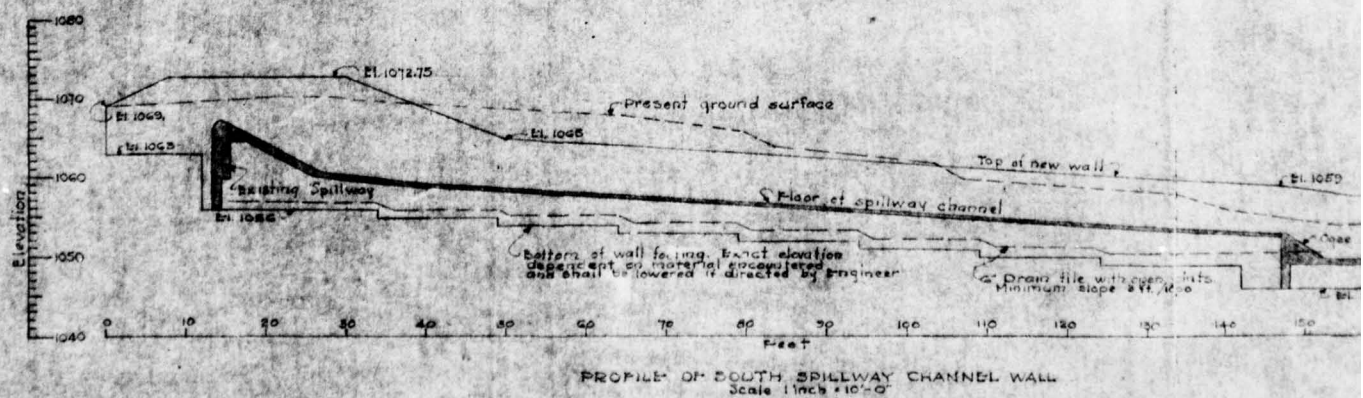 1080
1070
1060
1050
1040
Elevation
El. 1072.75
El. 1069.
El. 1063
Present ground surface
El. 1065
Top of new wall
El. 1059
Existing Spillway
El. 1056
Floor of spillway channel
Bottom of wall footing. Exact elevation
dependent on material encountered
and shall be lowered if directed by Engineer
6" Drain tile with open joints
Minimum slope
El.
0 10 20 30 40 50 60 70 80 90 100 110 120 130 140 150
Feet
PROFILE OF SOUTH SPILLWAY CHANNEL WALL
Scale 1 inch = 10'-0"